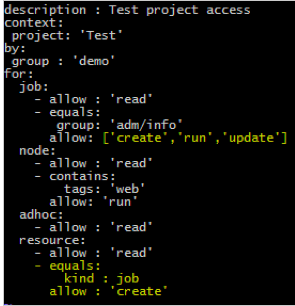 description : Test project access
context:
 project: 'Test'
by:
 group : 'demo'
for:
  job:
    - allow : 'read'
    - equals:
       group: 'adm/info'
      allow: ['create','run','update']
  node:
    - allow : 'read'
    - contains:
        tags: 'web'
      allow: 'run'
  adhoc:
    - allow : 'read'
  resource:
    - allow : 'read'
    - equals:
        kind : job
      allow : 'create'